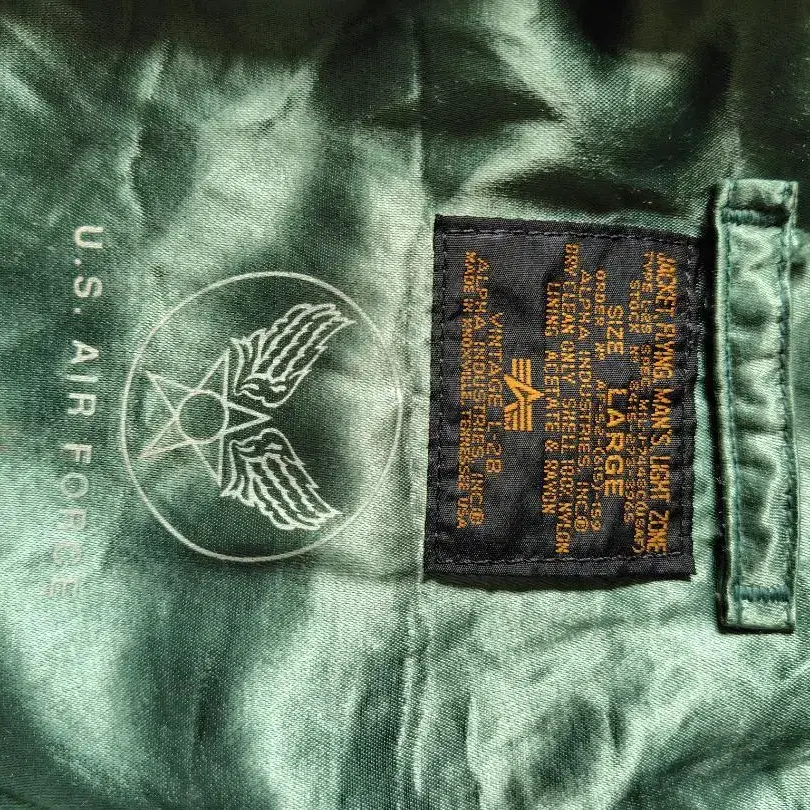 JACKET, FLYING MAN'S, LIGHT ZONE
SIZE LARGE
ALPHA INDUSTRIES, INC.®
DRY CLEAN ONLY SHELL 100% NYLON
LINING ACETATE & RAYON
VINTAGE L-2B
ALPHA INDUSTRIES, INC.®
MADE IN KNOXVILLE TENNESSEE USA
U.S. AIR FORCE